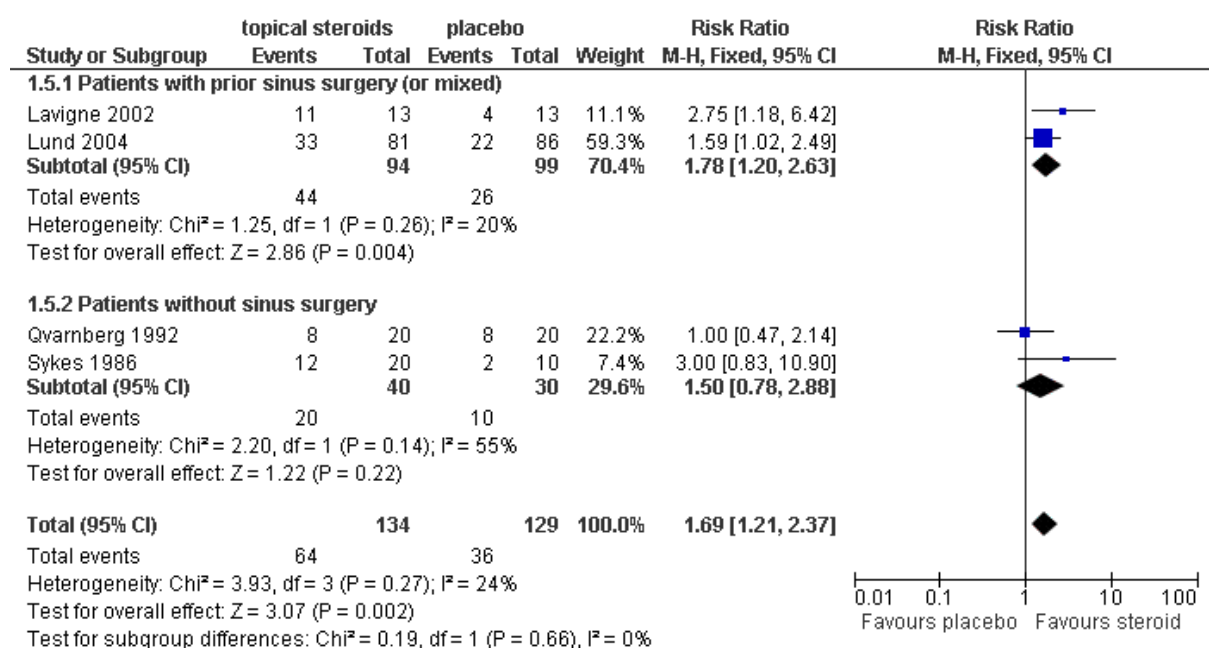 topical steroids placebo Risk Ratio Risk Ratio
Study or Subgroup Events Total Events Total Weight M-H, Fixed, 95% CI M-H, Fixed, 95% CI
1.5.1 Patients with prior sinus surgery (or mixed)
Lavigne 2002 11 13 4 13 11.1% 2.75 [1.18, 6.42]
Lund 2004 33 81 22 86 59.3% 1.59 [1.02, 2.49]
Subtotal (95% CI) 94 99 70.4% 1.78 [1.20, 2.63]
Total events 44 26
Heterogeneity: Chi² = 1.25, df = 1 (P = 0.26); I² = 20%
Test for overall effect: Z = 2.86 (P = 0.004)
1.5.2 Patients without sinus surgery
Qvarnberg 1992 8 20 8 20 22.2% 1.00 [0.47, 2.14]
Sykes 1986 12 20 2 10 7.4% 3.00 [0.83, 10.90]
Subtotal (95% CI) 40 30 29.6% 1.50 [0.78, 2.88]
Total events 20 10
Heterogeneity: Chi² = 2.20, df = 1 (P = 0.14); I² = 55%
Test for overall effect: Z = 1.22 (P = 0.22)
Total (95% CI) 134 129 100.0% 1.69 [1.21, 2.37]
Total events 64 36
Heterogeneity: Chi² = 3.93, df = 3 (P = 0.27); I² = 24%
Test for overall effect: Z = 3.07 (P = 0.002)
Test for subgroup differences: Chi² = 0.19, df = 1 (P = 0.66), I² = 0%
0.01 0.1 1 10 100
Favours placebo Favours steroid